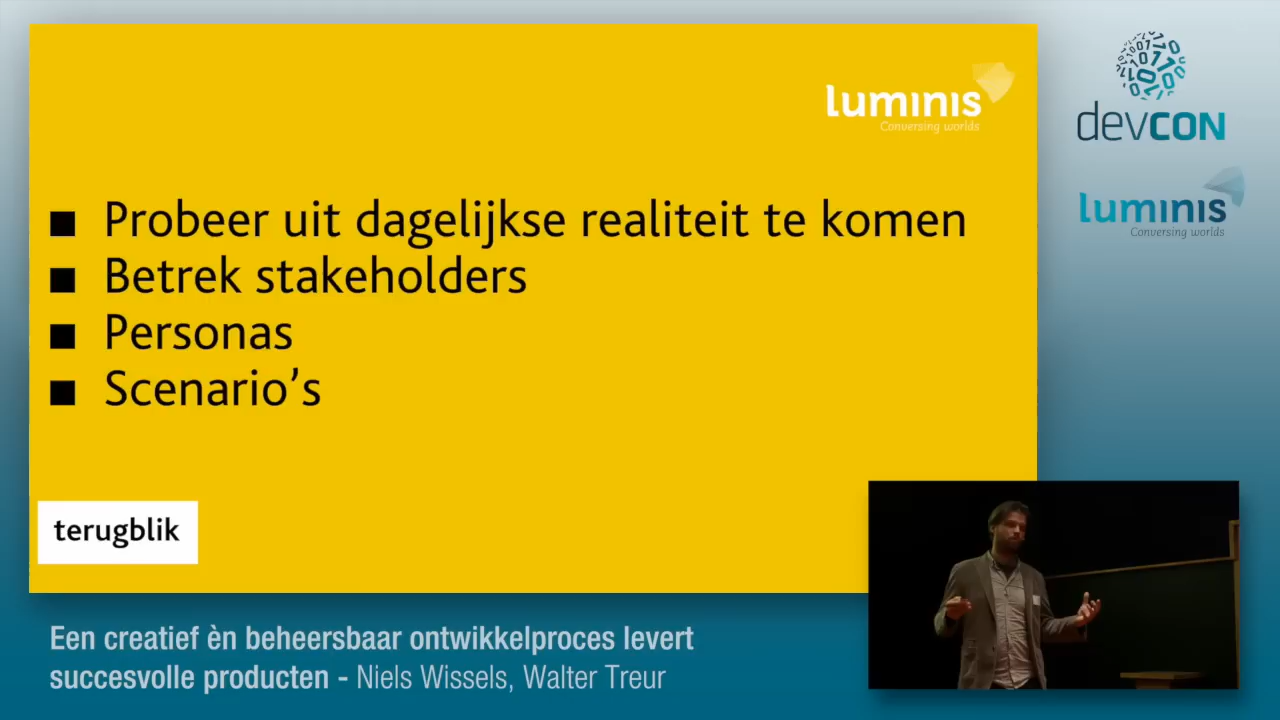 luminis
Conversing worlds
■ Probeer uit dagelijkse realiteit te komen
■ Betrek stakeholders
■ Personas
■ Scenario’s
terugblik
devcon
luminis
Conversing worlds
Een creatief èn beheersbaar ontwikkelproces levert
succesvolle producten - Niels Wissels, Walter Treur